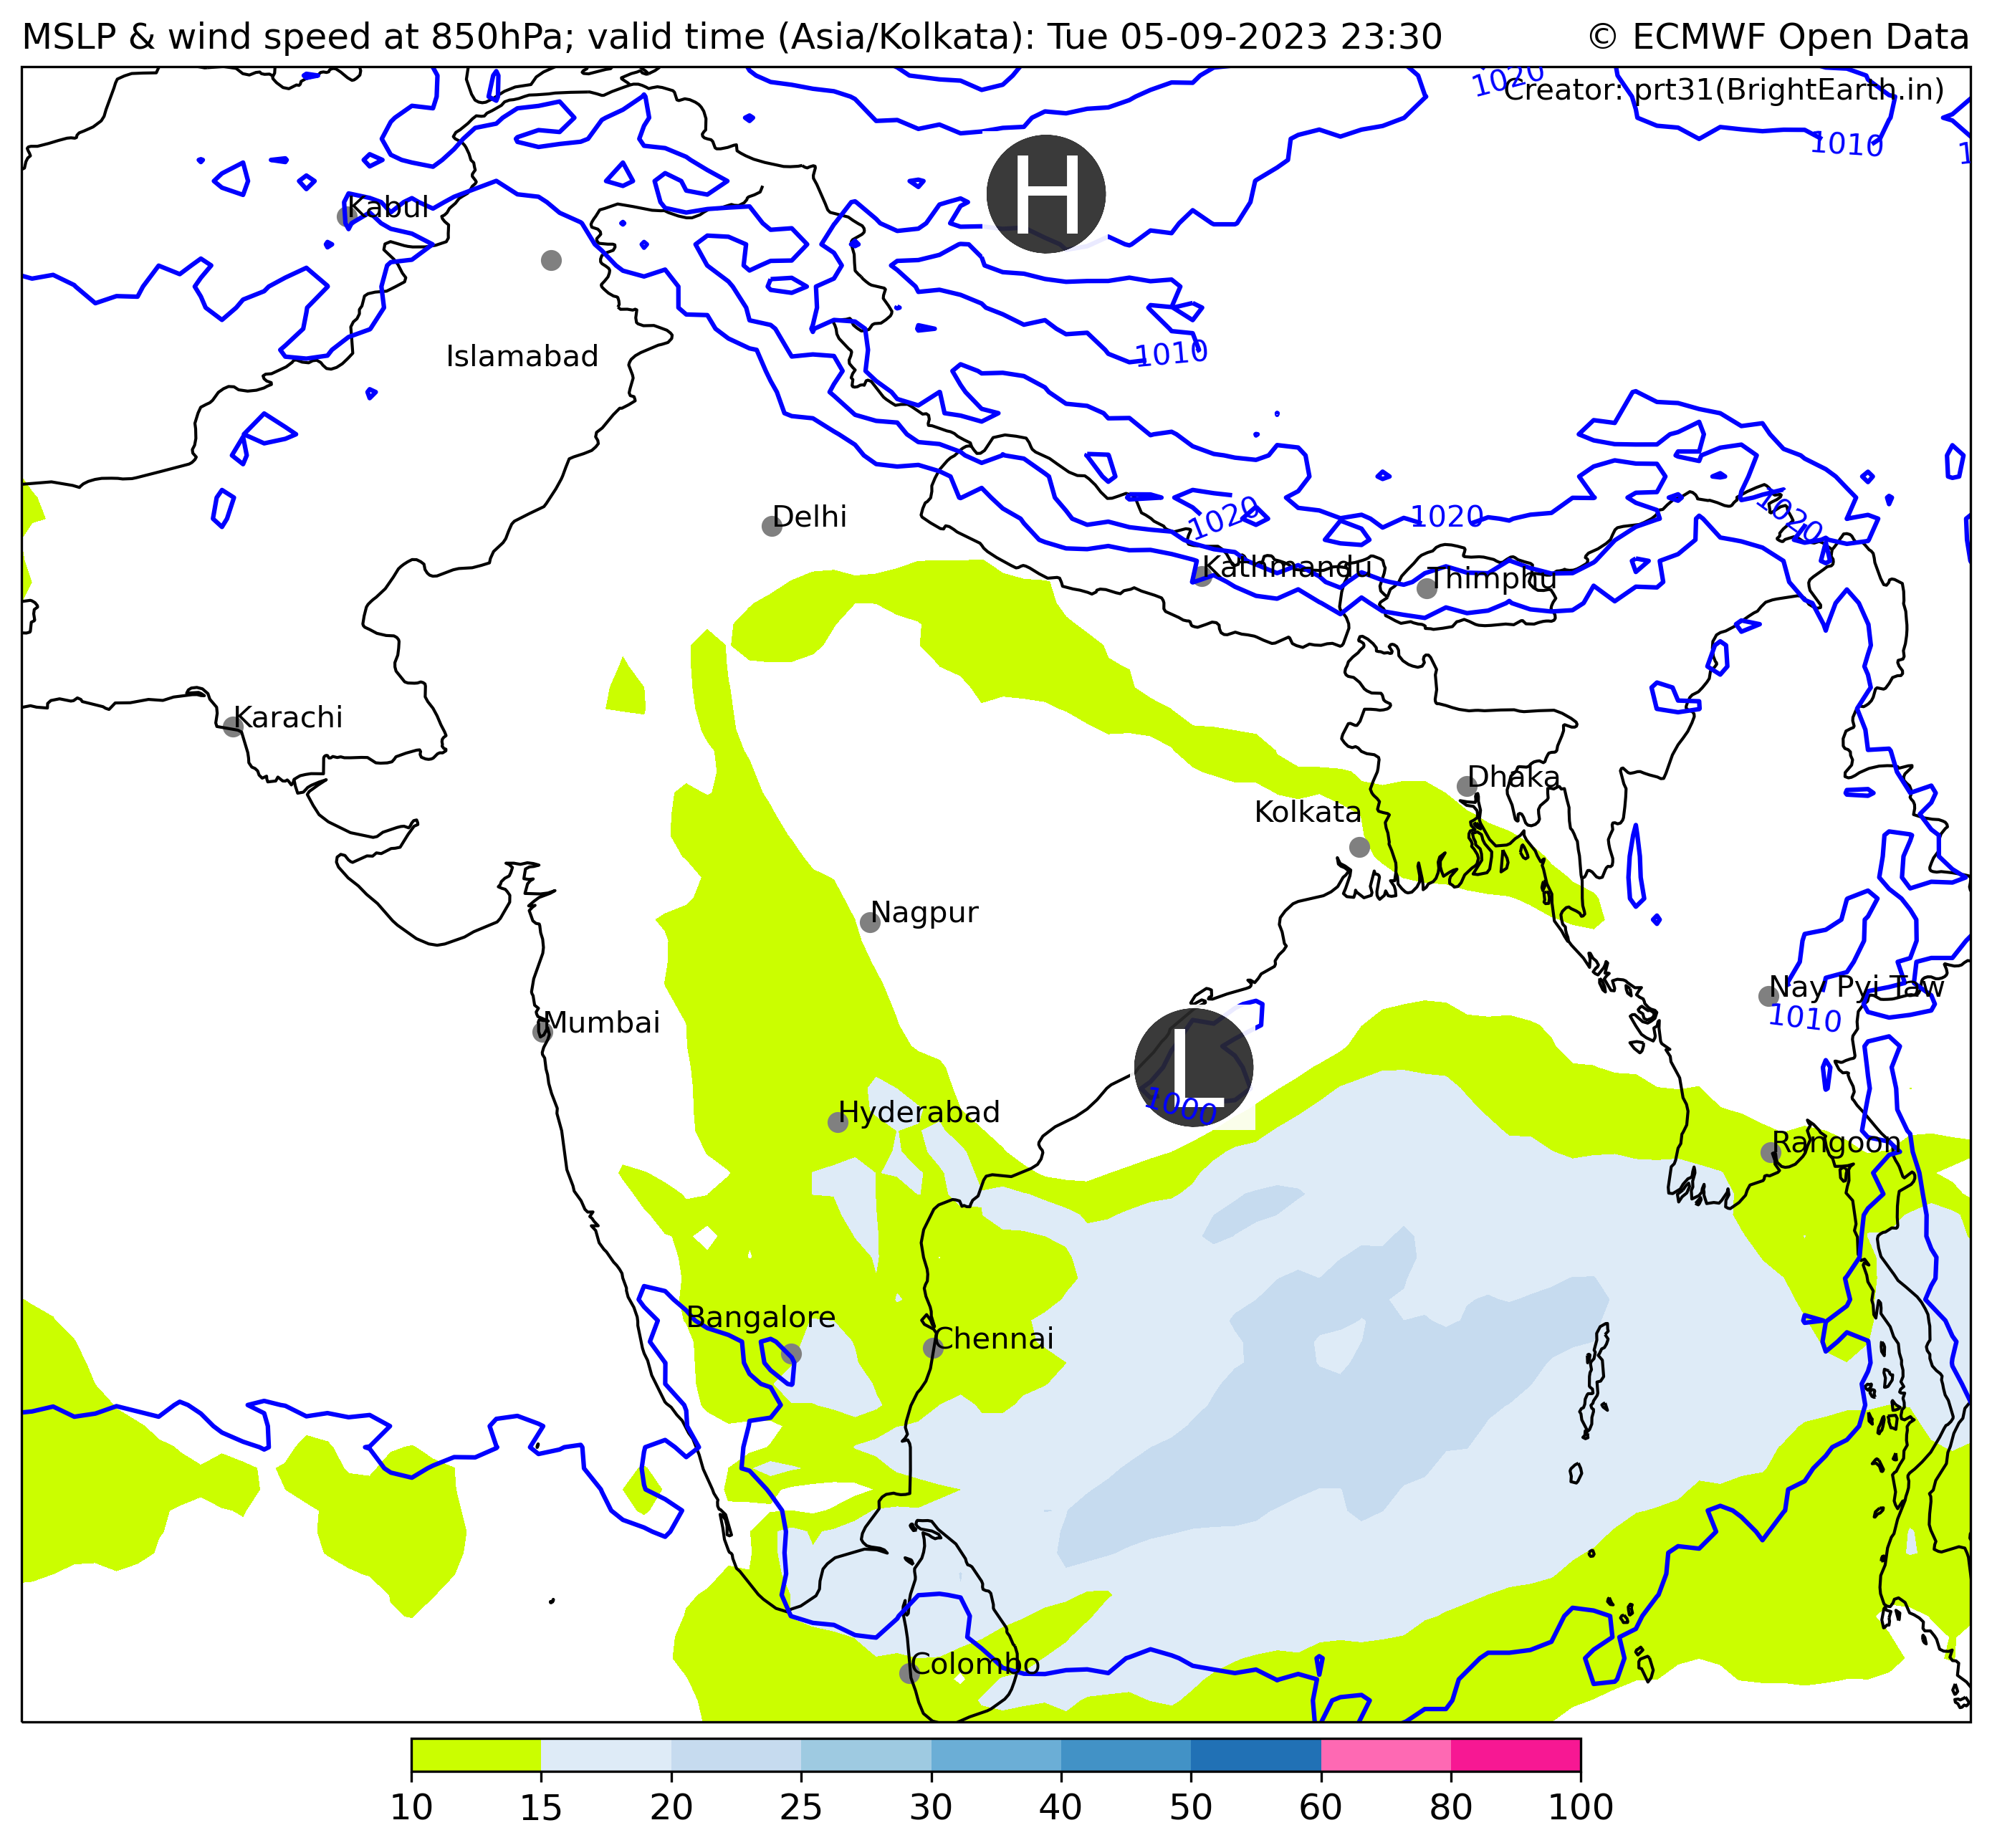 MSLP & wind speed at 850hPa; valid time (Asia/Kolkata): Tue 05-09-2023 23:30
© ECMWF Open Data
1020
Creator: prt31(BrightEarth.in)
1010
H
Kabul
Islamabad
1010
Delhi
1020
1020
1020
Kathmandu
Thimphu
Karachi
Dhaka
Kolkata
Nagpur
Nay Pyi Taw
1010
Mumbai
L
1000
Hyderabad
Rangoon
Bangalore
Chennai
Colombo
10 15 20 25 30 40 50 60 80 100